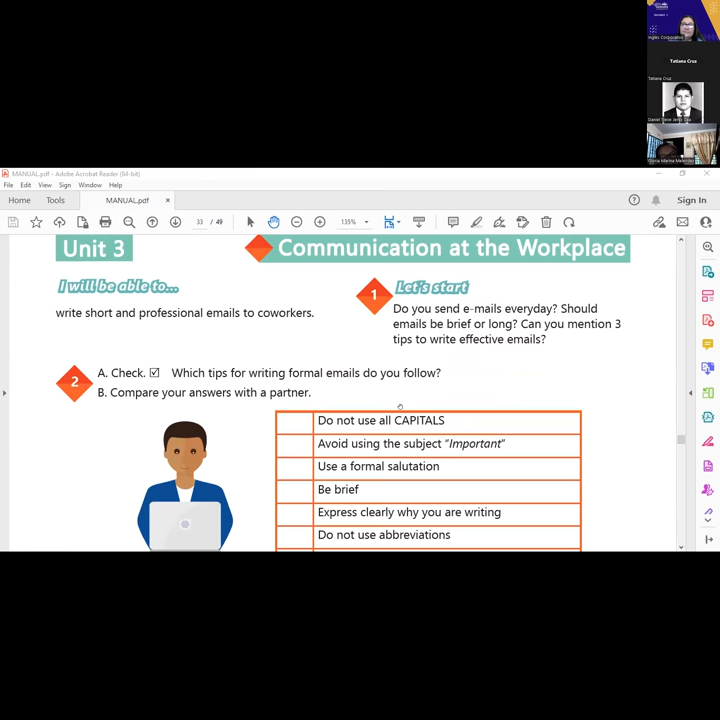 Ingles Corporativo
Tatiana Cruz
Tatiana Cruz
MANUAL.pdf - Adobe Acrobat Reader (64-bit)
File Edit View Sign Window Help
Home Tools MANUAL.pdf × Sign In
33 / 49 135%
Unit 3 Communication at the Workplace
I will be able to...
write short and professional emails to coworkers.
1 Let's start
Do you send e-mails everyday? Should
emails be brief or long? Can you mention 3
tips to write effective emails?
2 A. Check. ☑ Which tips for writing formal emails do you follow?
B. Compare your answers with a partner.
Do not use all CAPITALS
Avoid using the subject "Important"
Use a formal salutation
Be brief
Express clearly why you are writing
Do not use abbreviations